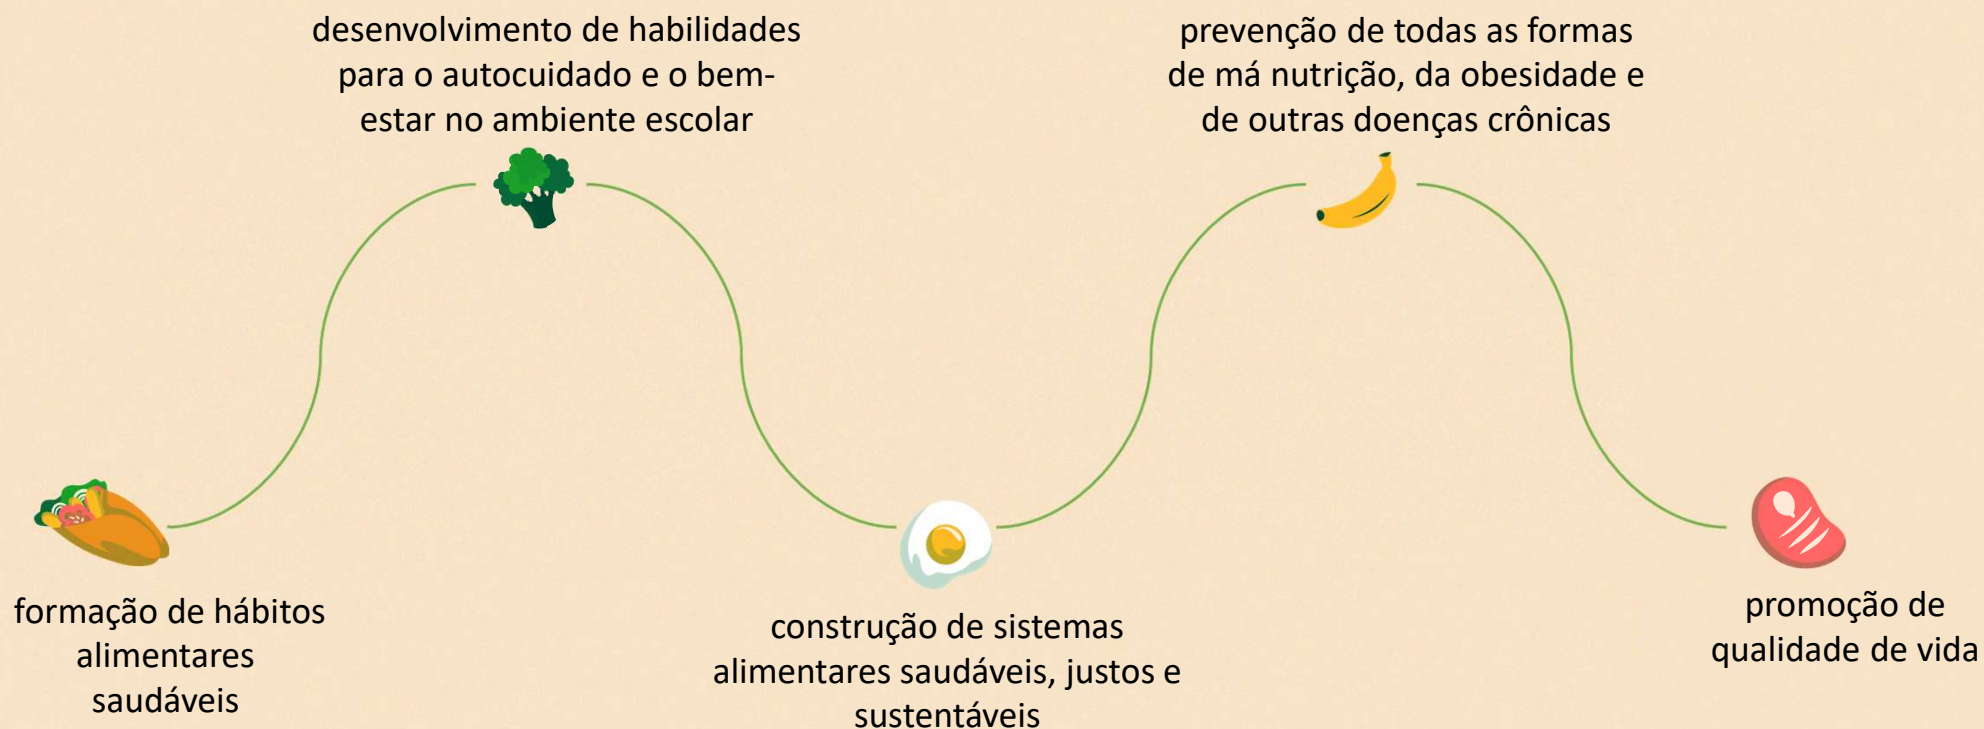 formação de hábitos
alimentares
saudáveis
desenvolvimento de habilidades
para o autocuidado e o bem-
estar no ambiente escolar
construção de sistemas
alimentares saudáveis, justos e
sustentáveis
prevenção de todas as formas
de má nutrição, da obesidade e
de outras doenças crônicas
promoção de
qualidade de vida